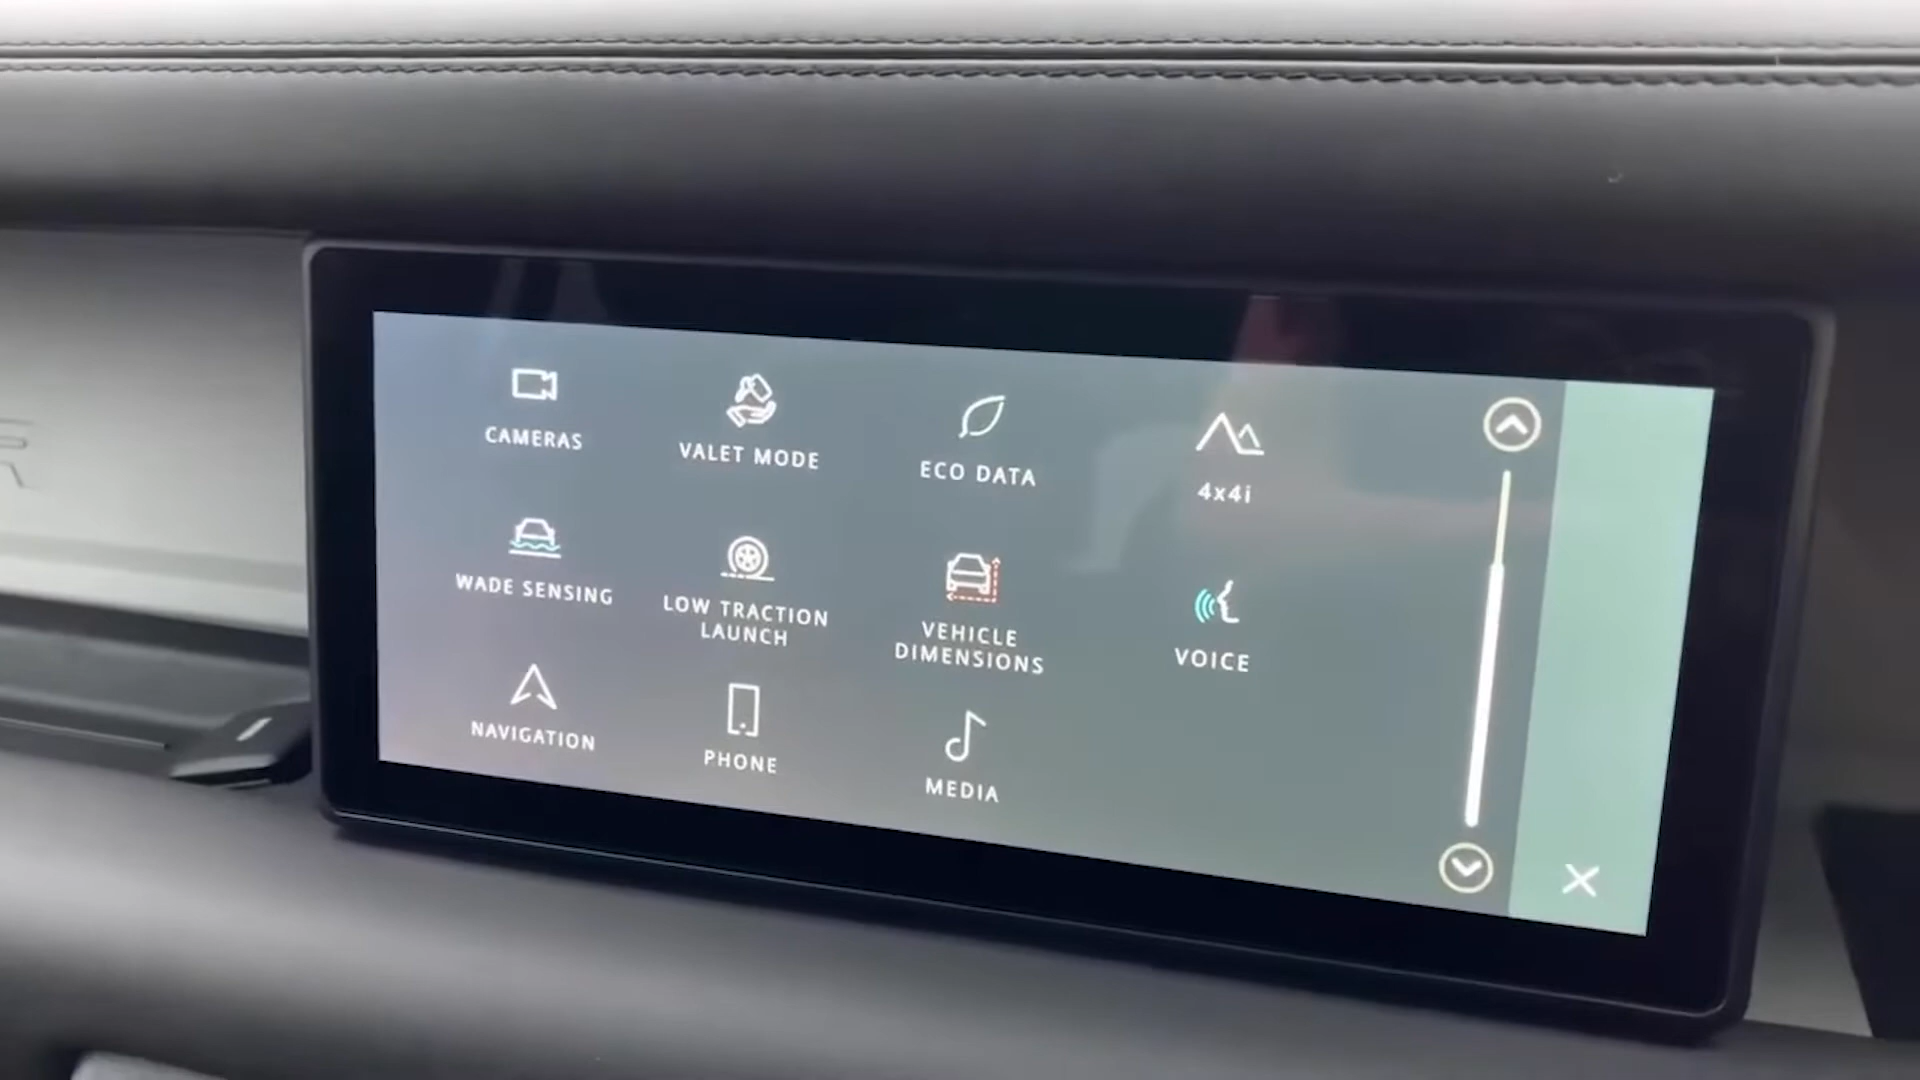 CAMERAS
VALET MODE
ECO DATA
4x4i
WADE SENSING
LOW TRACTION
LAUNCH
VEHICLE
DIMENSIONS
VOICE
NAVIGATION
PHONE
MEDIA